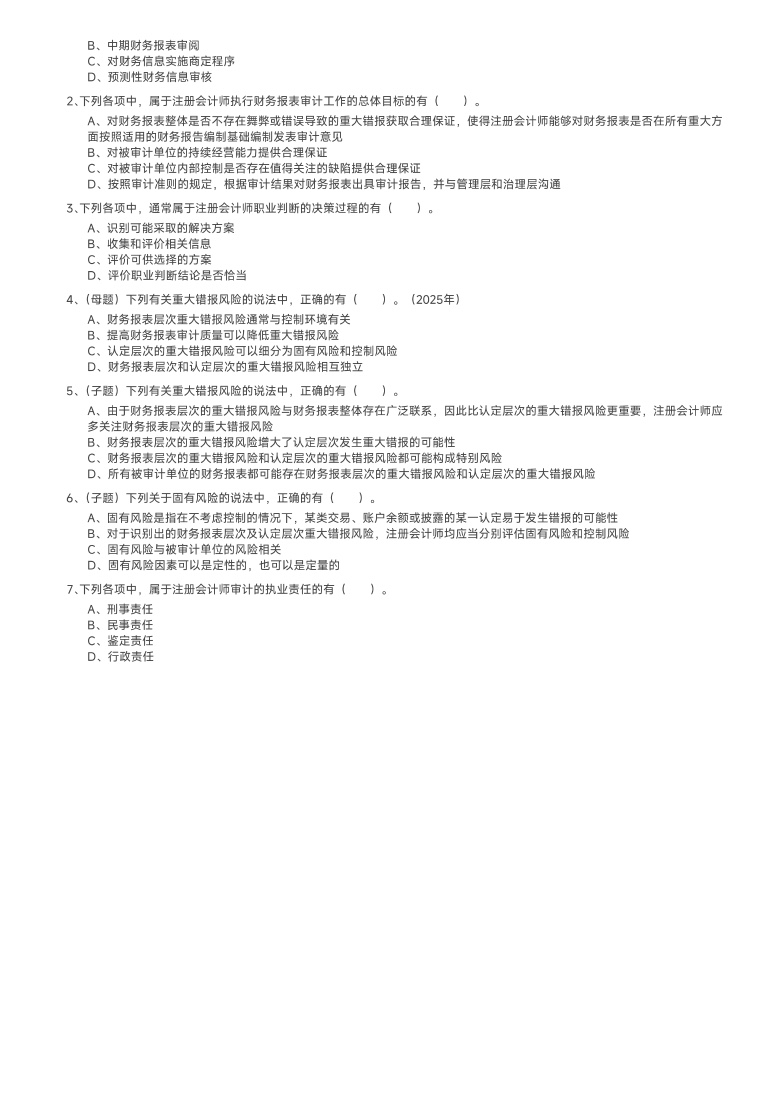 B、中期财务报表审阅
C、对财务信息实施商定程序
D、预测性财务信息审核
2、下列各项中，属于注册会计师执行财务报表审计工作的总体目标的有（　　）。
A、对财务报表整体是否不存在舞弊或错误导致的重大错报获取合理保证，使得注册会计师能够对财务报表是否在所有重大方
面按照适用的财务报告编制基础编制发表审计意见
B、对被审计单位的持续经营能力提供合理保证
C、对被审计单位内部控制是否存在值得关注的缺陷提供合理保证
D、按照审计准则的规定，根据审计结果对财务报表出具审计报告，并与管理层和治理层沟通
3、下列各项中，通常属于注册会计师职业判断的决策过程的有（　　）。
A、识别可能采取的解决方案
B、收集和评价相关信息
C、评价可供选择的方案
D、评价职业判断结论是否恰当
4、（母题）下列有关重大错报风险的说法中，正确的有（　　）。（2025年）
A、财务报表层次重大错报风险通常与控制环境有关
B、提高财务报表审计质量可以降低重大错报风险
C、认定层次的重大错报风险可以细分为固有风险和控制风险
D、财务报表层次和认定层次的重大错报风险相互独立
5、（子题）下列有关重大错报风险的说法中，正确的有（　　）。
A、由于财务报表层次的重大错报风险与财务报表整体存在广泛联系，因此比认定层次的重大错报风险更重要，注册会计师应
多关注财务报表层次的重大错报风险
B、财务报表层次的重大错报风险增大了认定层次发生重大错报的可能性
C、财务报表层次的重大错报风险和认定层次的重大错报风险都可能构成特别风险
D、所有被审计单位的财务报表都可能存在财务报表层次的重大错报风险和认定层次的重大错报风险
6、（子题）下列关于固有风险的说法中，正确的有（　　）。
A、固有风险是指在不考虑控制的情况下，某类交易、账户余额或披露的某一认定易于发生错报的可能性
B、对于识别出的财务报表层次及认定层次重大错报风险，注册会计师均应当分别评估固有风险和控制风险
C、固有风险与被审计单位的风险相关
D、固有风险因素可以是定性的，也可以是定量的
7、下列各项中，属于注册会计师审计的执业责任的有（　　）。
A、刑事责任
B、民事责任
C、鉴定责任
D、行政责任